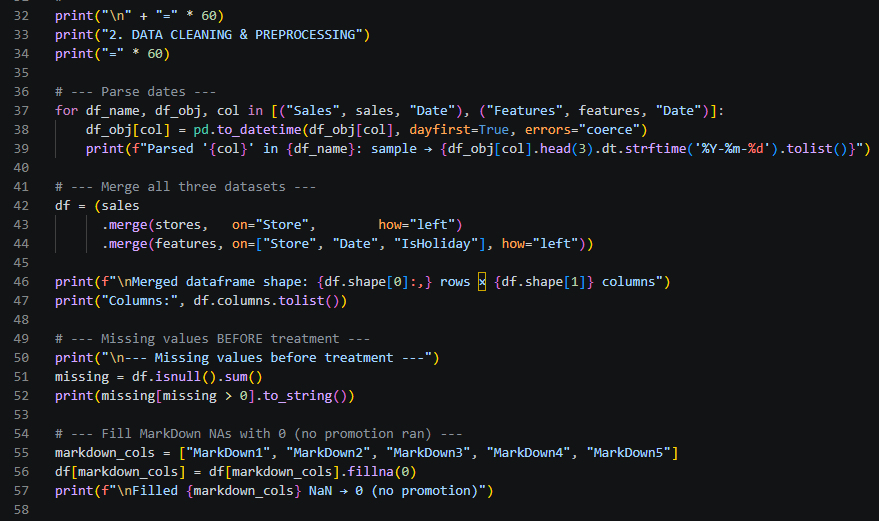 32 print("\n" + "=" * 60)
33 print("2. DATA CLEANING & PREPROCESSING")
34 print("=" * 60)
35
36 # --- Parse dates ---
37 for df_name, df_obj, col in [("Sales", sales, "Date"), ("Features", features, "Date")]:
38     df_obj[col] = pd.to_datetime(df_obj[col], dayfirst=True, errors="coerce")
39     print(f"Parsed '{col}' in {df_name}: sample → {df_obj[col].head(3).dt.strftime('%Y-%m-%d').tolist()}")
40
41 # --- Merge all three datasets ---
42 df = (sales
43       .merge(stores,   on="Store",        how="left")
44       .merge(features, on=["Store", "Date", "IsHoliday"], how="left"))
45
46 print(f"\nMerged dataframe shape: {df.shape[0]:,} rows × {df.shape[1]} columns")
47 print("Columns:", df.columns.tolist())
48
49 # --- Missing values BEFORE treatment ---
50 print("\n--- Missing values before treatment ---")
51 missing = df.isnull().sum()
52 print(missing[missing > 0].to_string())
53
54 # --- Fill MarkDown NAs with 0 (no promotion ran) ---
55 markdown_cols = ["MarkDown1", "MarkDown2", "MarkDown3", "MarkDown4", "MarkDown5"]
56 df[markdown_cols] = df[markdown_cols].fillna(0)
57 print(f"\nFilled {markdown_cols} NaN → 0 (no promotion)")
58